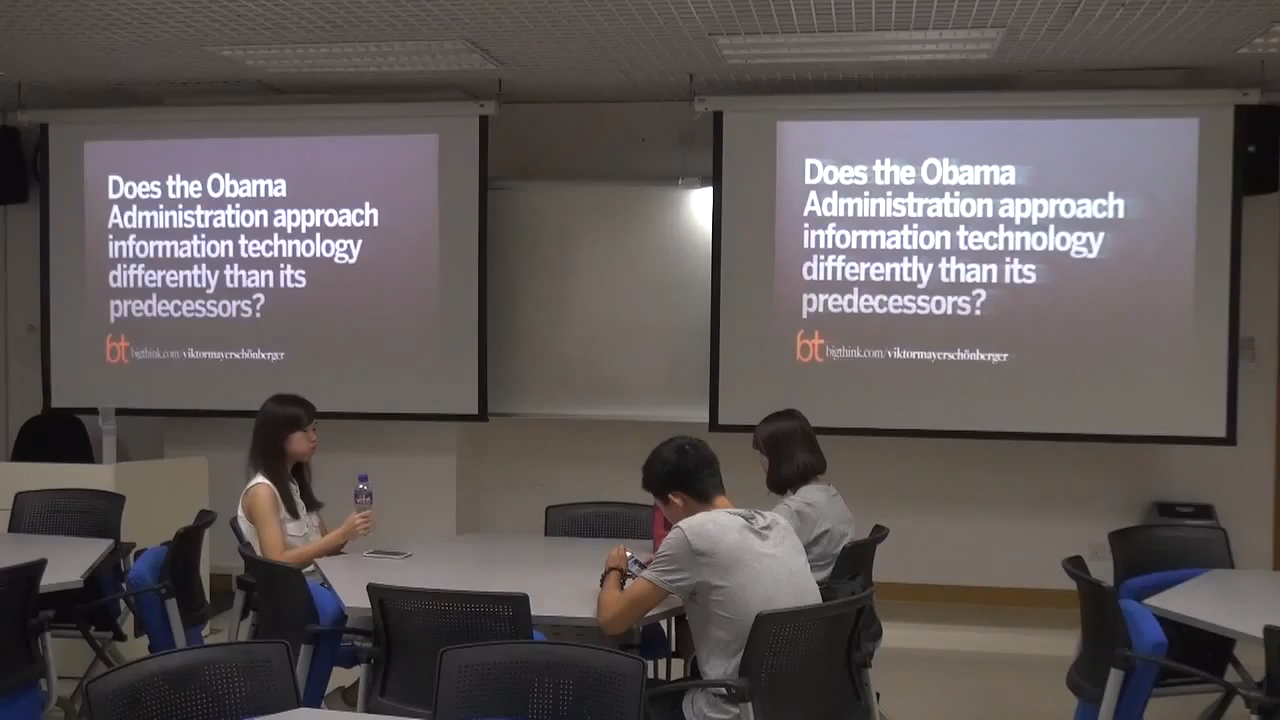 Does the Obama
Administration approach
information technology
differently than its
predecessors?
bt bigthink.com/viktormayerschönberger
Does the Obama
Administration approach
information technology
differently than its
predecessors?
bt bigthink.com/viktormayerschönberger